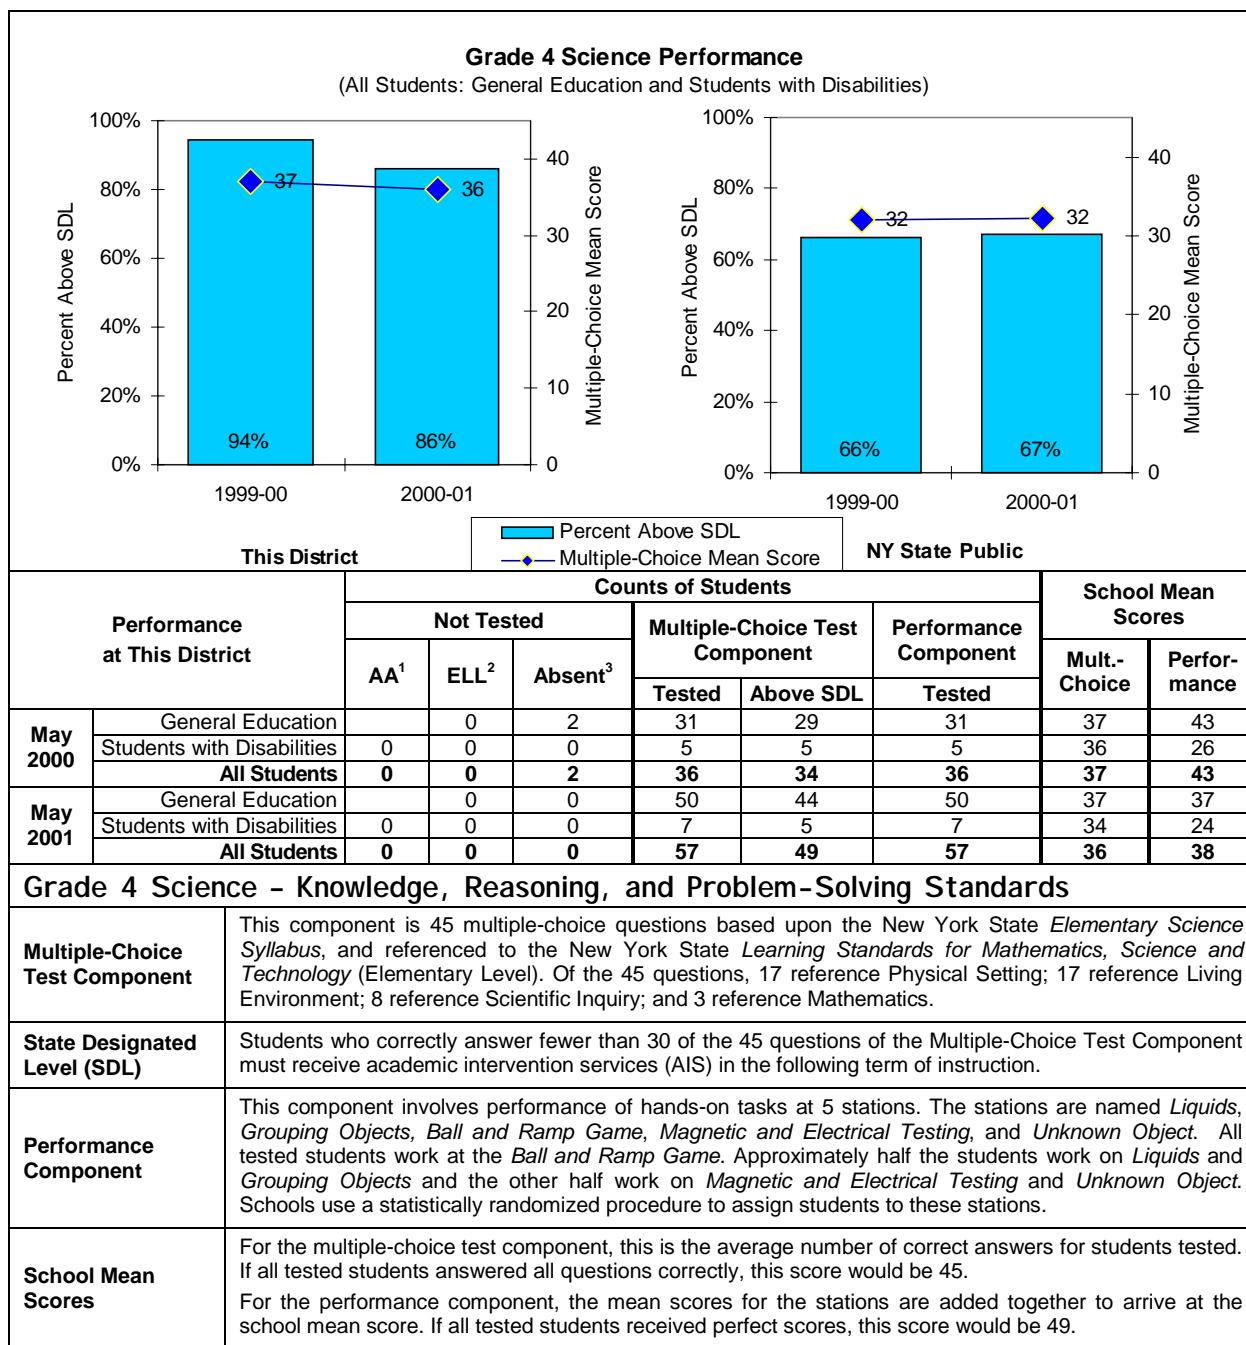 Grade 4 Science Performance
(All Students: General Education and Students with Disabilities)
Percent Above SDL
100%
80%
60%
40%
20%
0%
37
36
94%
86%
1999-00
2000-01
40
30
20
10
0
Multiple-Choice Mean Score
This District
Percent Above SDL
100%
80%
60%
40%
20%
0%
32
32
66%
67%
1999-00
2000-01
40
30
20
10
0
Multiple-Choice Mean Score
NY State Public
Percent Above SDL
Multiple-Choice Mean Score
Performance
at This District
Counts of Students
School Mean
Scores
Not Tested
Multiple-Choice Test
Component
Performance
Component
AA1 ELL2 Absent3
Tested Above SDL Tested
Mult.-
Choice
Perfor-
mance
May
2000
General Education 0 2 31 29 31 37 43
Students with Disabilities 0 0 0 5 5 5 36 26
All Students 0 0 2 36 34 36 37 43
May
2001
General Education 0 0 50 44 50 37 37
Students with Disabilities 0 0 0 7 5 7 34 24
All Students 0 0 0 57 49 57 36 38
Grade 4 Science – Knowledge, Reasoning, and Problem-Solving Standards
Multiple-Choice
Test Component
This component is 45 multiple-choice questions based upon the New York State Elementary Science
Syllabus, and referenced to the New York State Learning Standards for Mathematics, Science and
Technology (Elementary Level). Of the 45 questions, 17 reference Physical Setting; 17 reference Living
Environment; 8 reference Scientific Inquiry; and 3 reference Mathematics.
State Designated
Level (SDL)
Students who correctly answer fewer than 30 of the 45 questions of the Multiple-Choice Test Component
must receive academic intervention services (AIS) in the following term of instruction.
Performance
Component
This component involves performance of hands-on tasks at 5 stations. The stations are named Liquids,
Grouping Objects, Ball and Ramp Game, Magnetic and Electrical Testing, and Unknown Object. All
tested students work at the Ball and Ramp Game. Approximately half the students work on Liquids and
Grouping Objects and the other half work on Magnetic and Electrical Testing and Unknown Object.
Schools use a statistically randomized procedure to assign students to these stations.
School Mean
Scores
For the multiple-choice test component, this is the average number of correct answers for students tested.
If all tested students answered all questions correctly, this score would be 45.
For the performance component, the mean scores for the stations are added together to arrive at the
school mean score. If all tested students received perfect scores, this score would be 49.